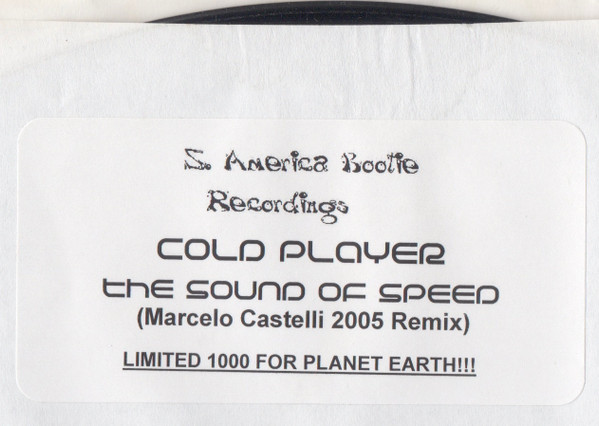 S. America Bootie
Recordings
COLD PLAYER
the SOUND OF SPEED
(Marcelo Castelli 2005 Remix)
LIMITED 1000 FOR PLANET EARTH!!!